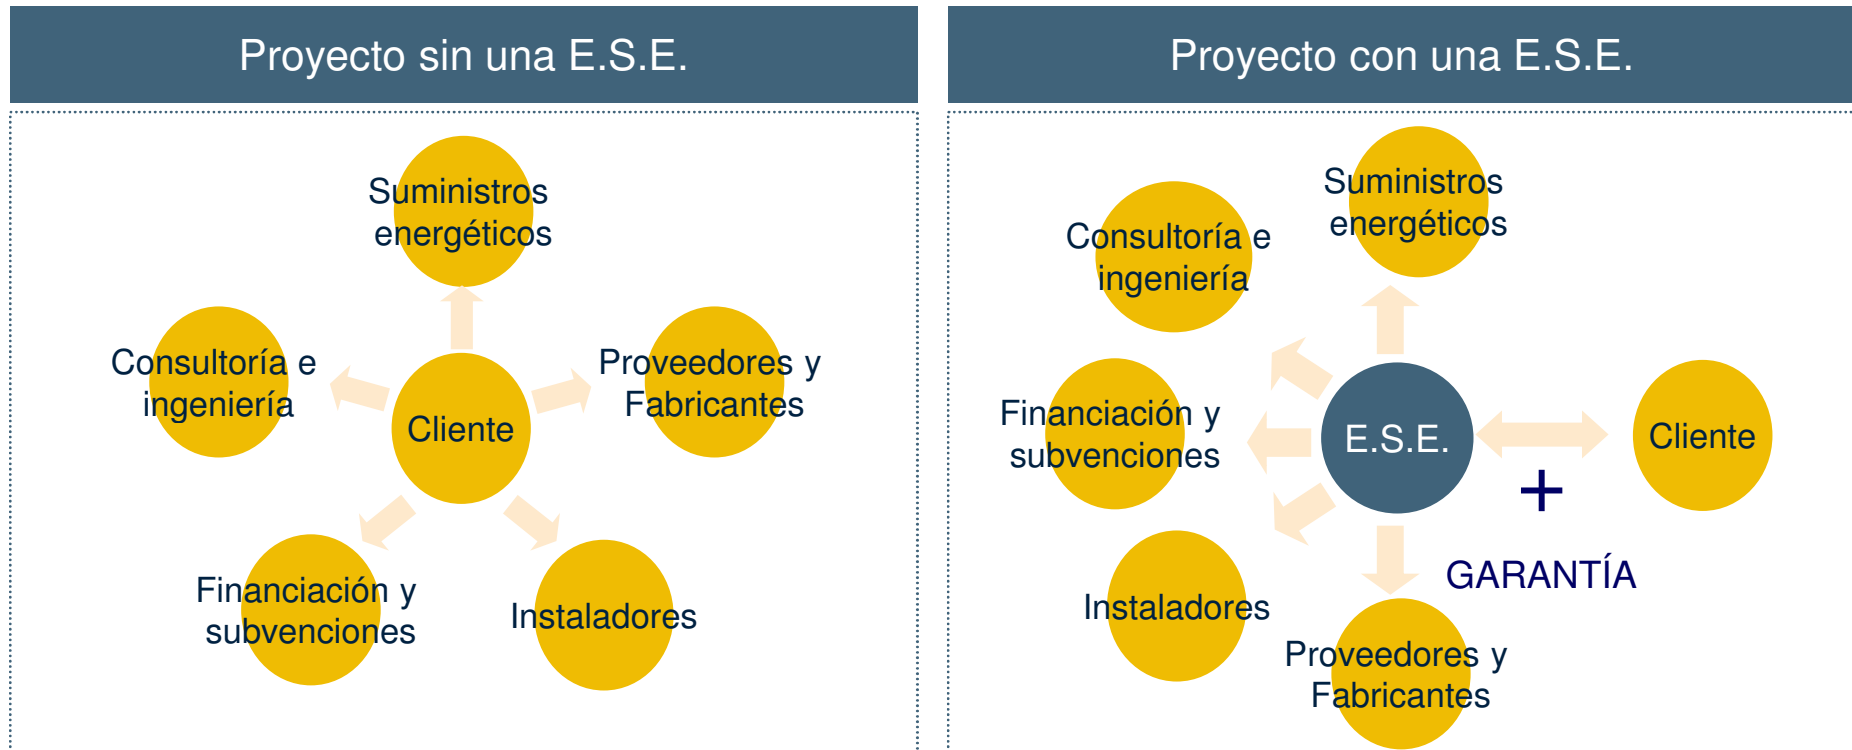 Proyecto sin una E.S.E.
Suministros
energéticos
Consultoría e
ingeniería
Proveedores y
Fabricantes
Cliente
Financiación y
subvenciones
Instaladores
Proyecto con una E.S.E.
Suministros
energéticos
Consultoría e
ingeniería
Financiación y
subvenciones
E.S.E.
Cliente
+
GARANTÍA
Instaladores
Proveedores y
Fabricantes